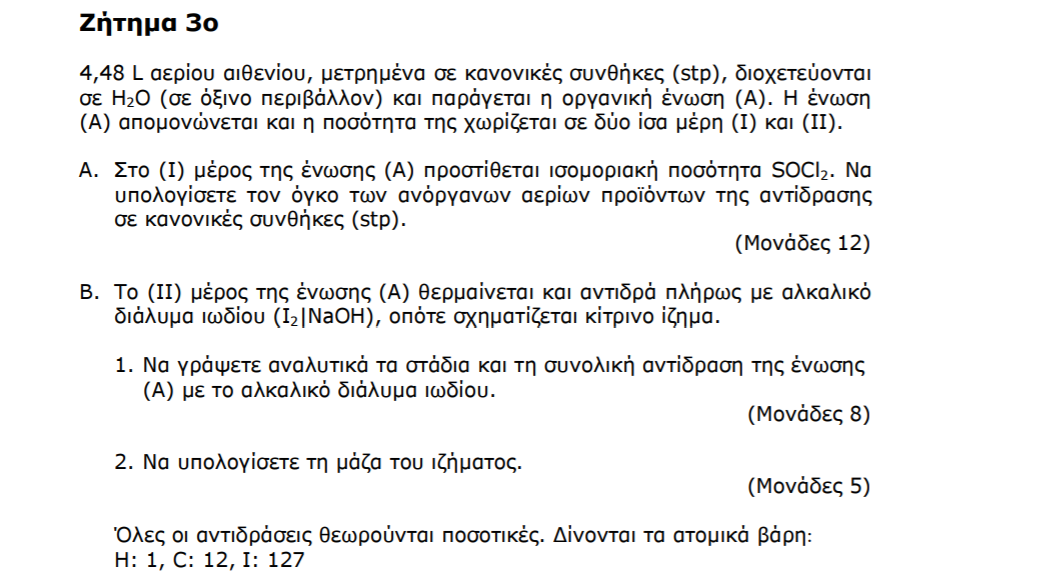 Ζήτημα 3ο
4,48 L αερίου αιθενίου, μετρημένα σε κανονικές συνθήκες (stp), διοχετεύονται
σε H₂O (σε όξινο περιβάλλον) και παράγεται η οργανική ένωση (Α). Η ένωση
(Α) απομονώνεται και η ποσότητα της χωρίζεται σε δύο ίσα μέρη (Ι) και (ΙΙ).
Α. Στο (Ι) μέρος της ένωσης (Α) προστίθεται ισομοριακή ποσότητα SOCl₂. Να
υπολογίσετε τον όγκο των ανόργανων αερίων προϊόντων της αντίδρασης
σε κανονικές συνθήκες (stp).
(Μονάδες 12)
Β. Το (ΙΙ) μέρος της ένωσης (Α) θερμαίνεται και αντιδρά πλήρως με αλκαλικό
διάλυμα ιωδίου (I₂|NaOH), οπότε σχηματίζεται κίτρινο ίζημα.
1. Να γράψετε αναλυτικά τα στάδια και τη συνολική αντίδραση της ένωσης
(Α) με το αλκαλικό διάλυμα ιωδίου.
(Μονάδες 8)
2. Να υπολογίσετε τη μάζα του ιζήματος.
(Μονάδες 5)
Όλες οι αντιδράσεις θεωρούνται ποσοτικές. Δίνονται τα ατομικά βάρη:
H: 1, C: 12, I: 127